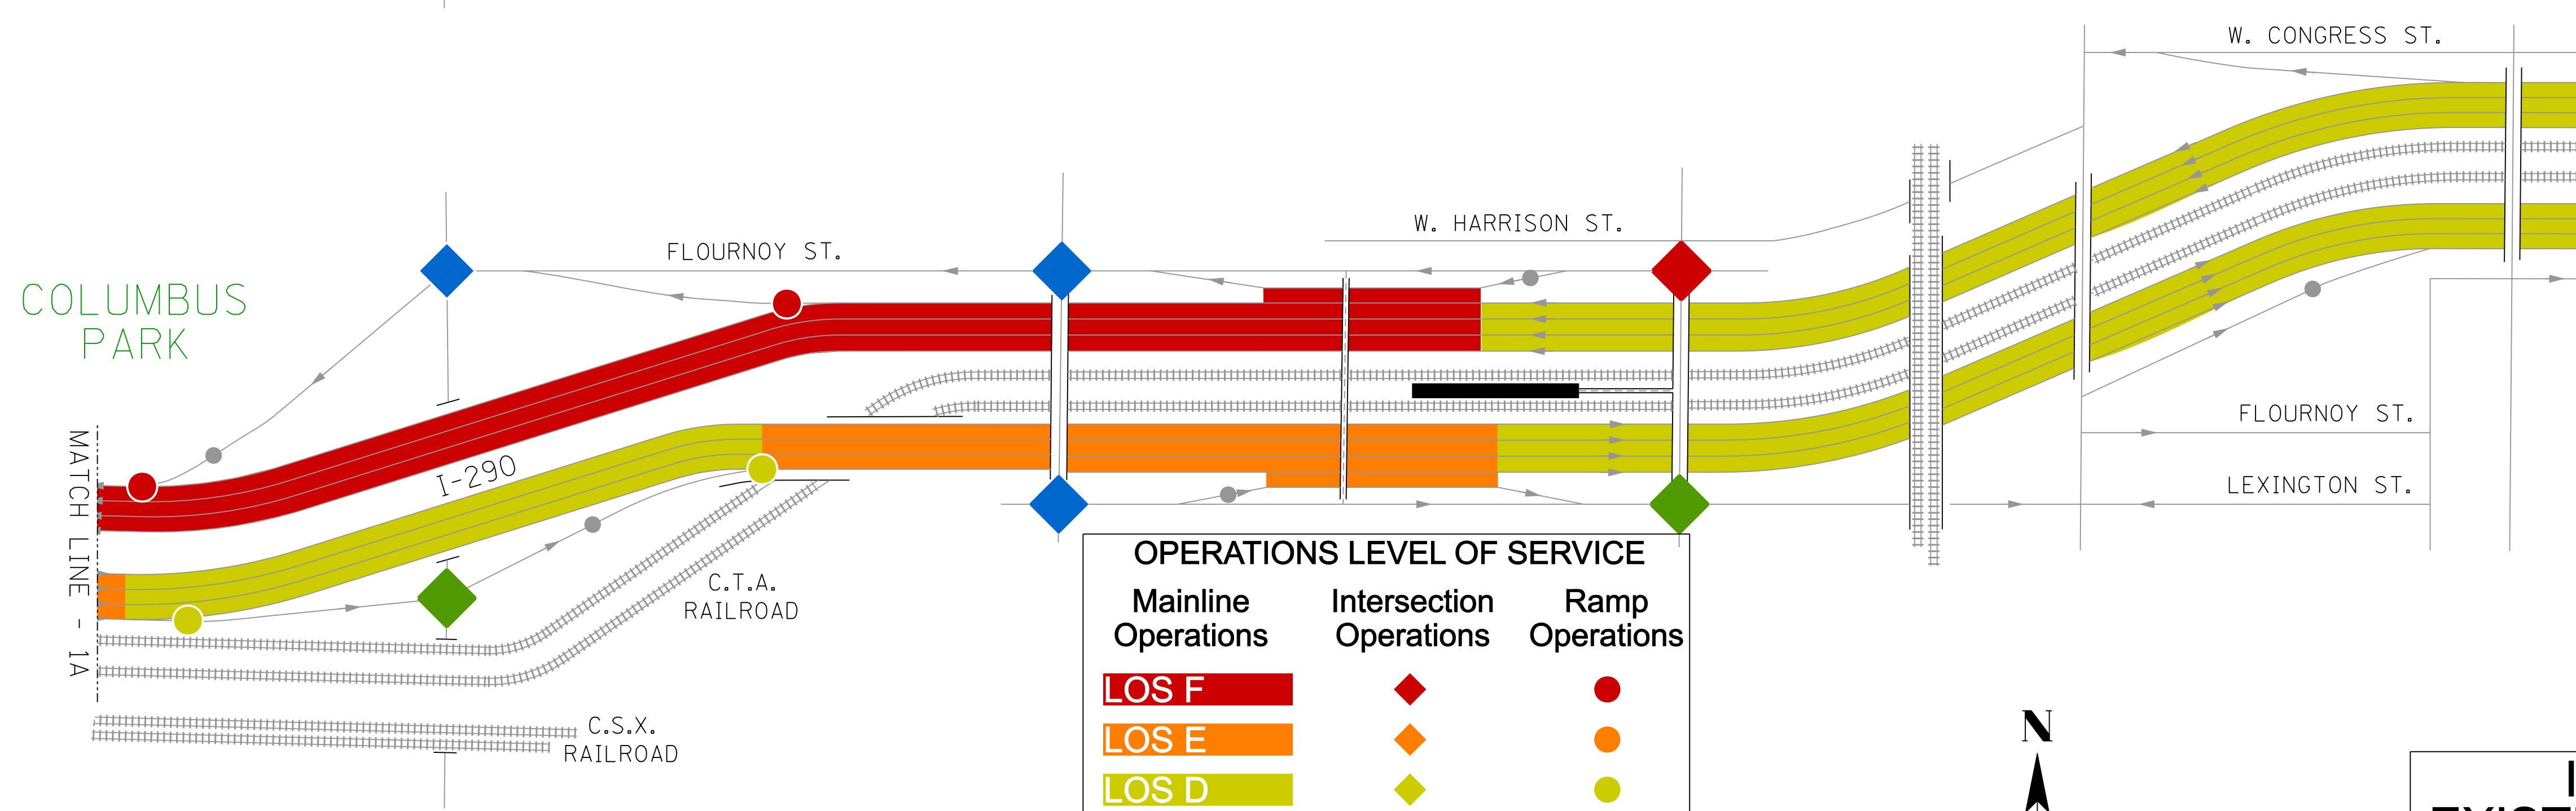 W. CONGRESS ST.
W. HARRISON ST.
FLOURNOY ST.
COLUMBUS
PARK
MATCH LINE - 1A
I-290
FLOURNOY ST.
LEXINGTON ST.
C.T.A.
RAILROAD
C.S.X.
RAILROAD
OPERATIONS LEVEL OF SERVICE
Mainline
Operations
Intersection
Operations
Ramp
Operations
LOS F
LOS E
LOS D
N